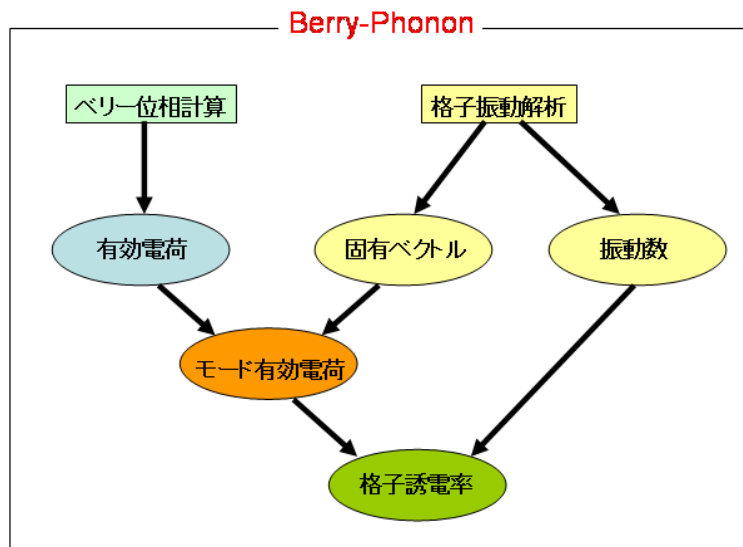 Berry-Phonon
ベリー位相計算
格子振動解析
有効電荷
固有ベクトル
振動数
モード有効電荷
格子誘電率